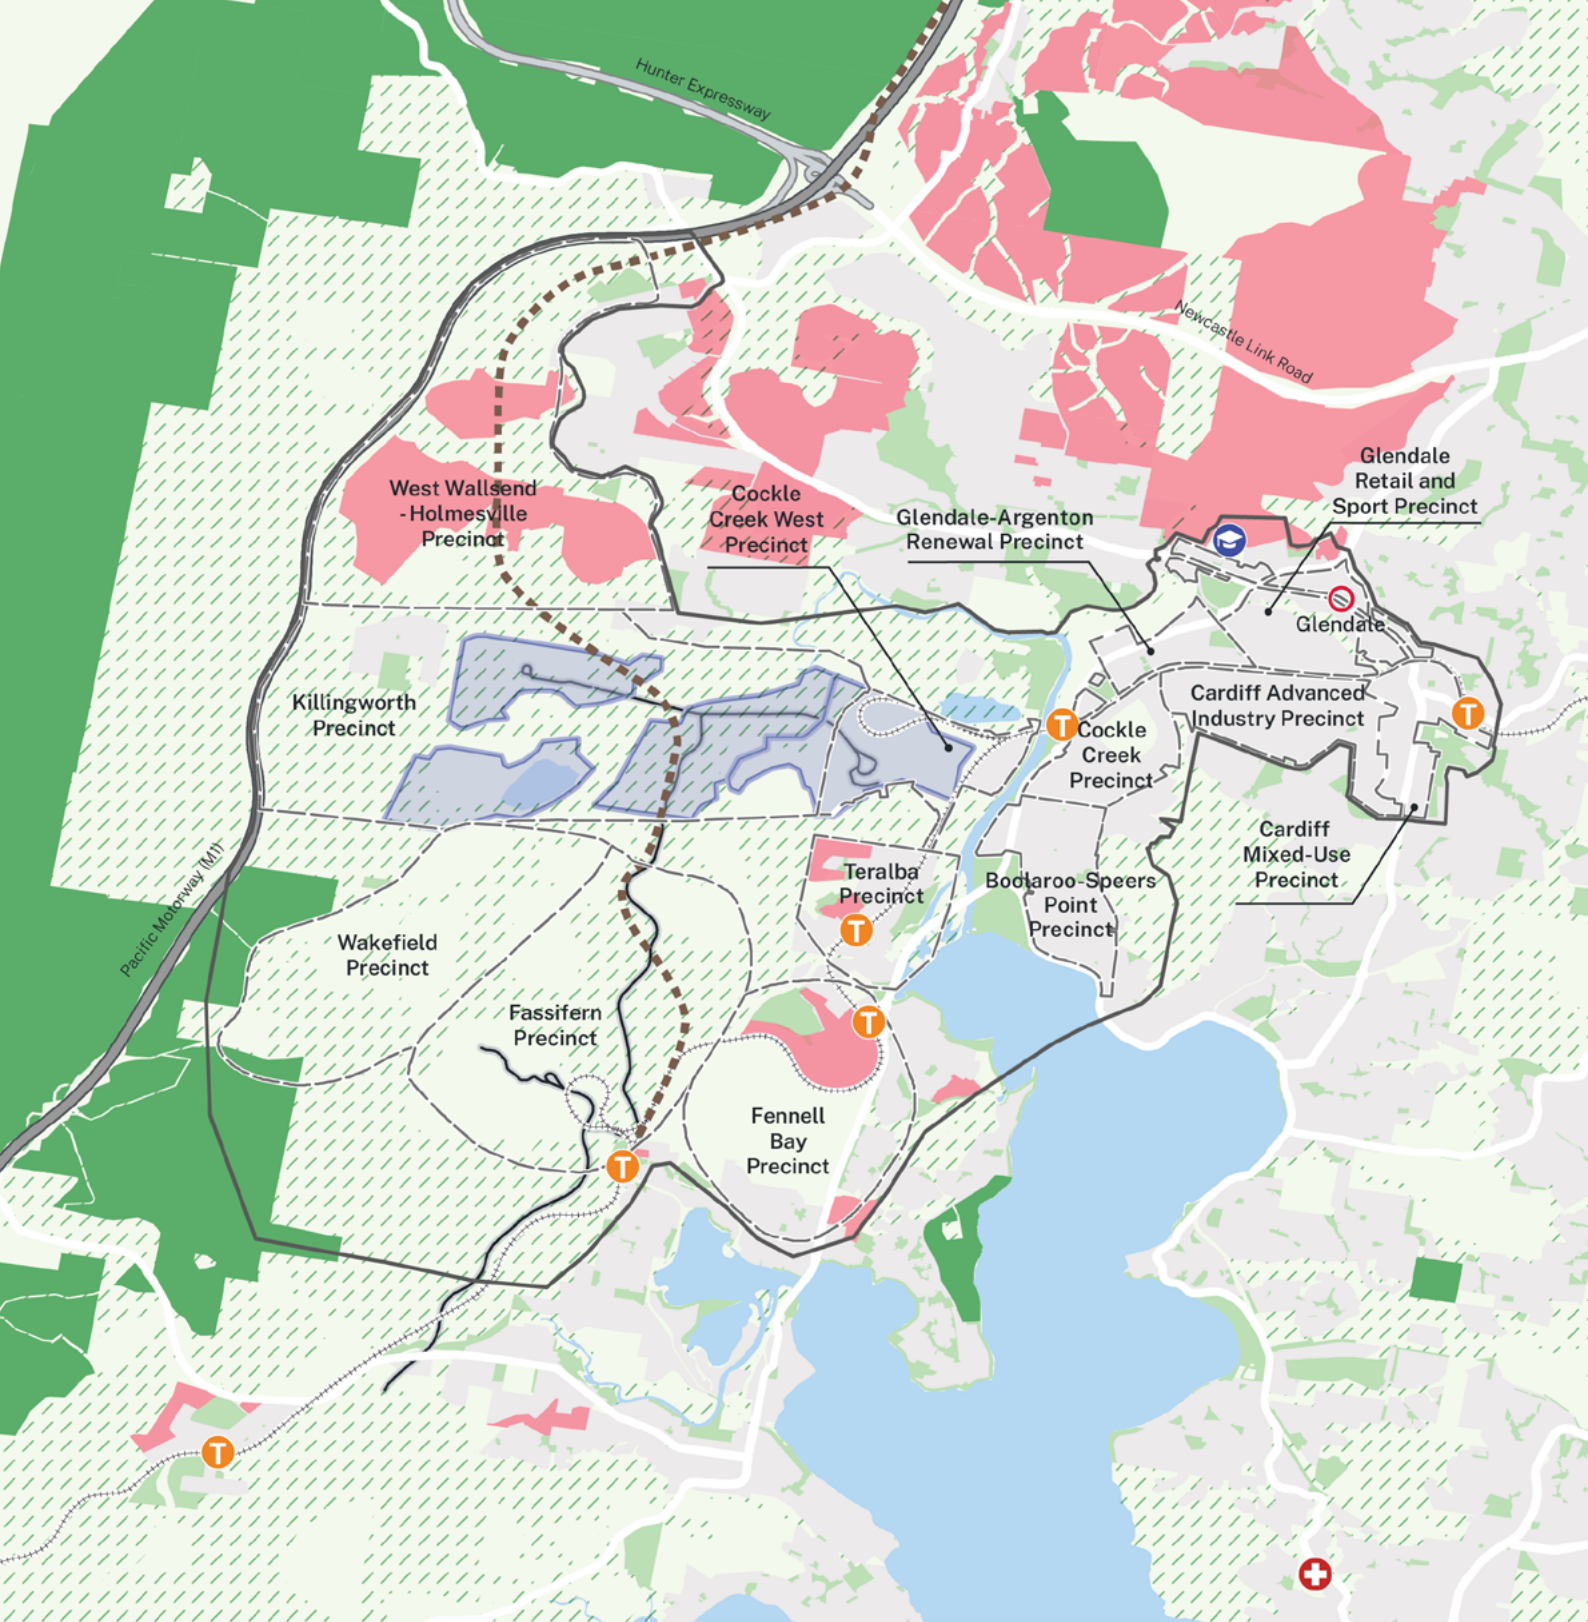 Hunter Expressway
Newcastle Link Road
Glendale
Retail and
Sport Precinct
West Wallsend
- Holmesville
Precinct
Cockle
Creek West
Precinct
Glendale-Argenton
Renewal Precinct
Glendale
Killingworth
Precinct
Cardiff Advanced
Industry Precinct
T
T
Cockle
Creek
Precinct
Cardiff
Mixed-Use
Precinct
Pacific Motorway (M1)
Teralba
Precinct
T
Boolaroo-Speers
Point
Precinct
Wakefield
Precinct
Fassifern
Precinct
T
Fennell
Bay
Precinct
T
T